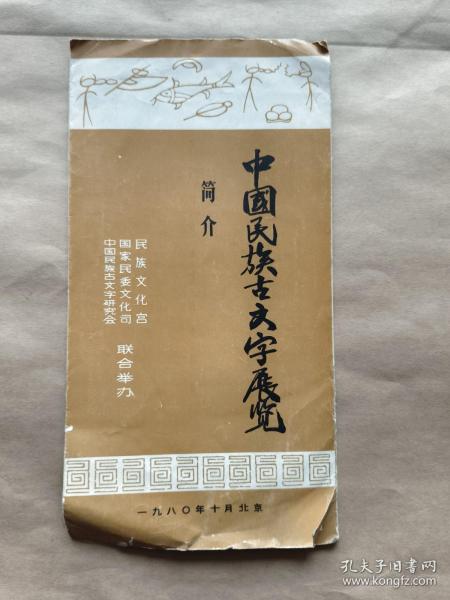 中國民族古文字展览
简介
民族文化宫
国家民委文化司
中国民族古文字研究会
联合举办
一九八〇年十月北京
孔夫子旧书网
www.kongfz.com